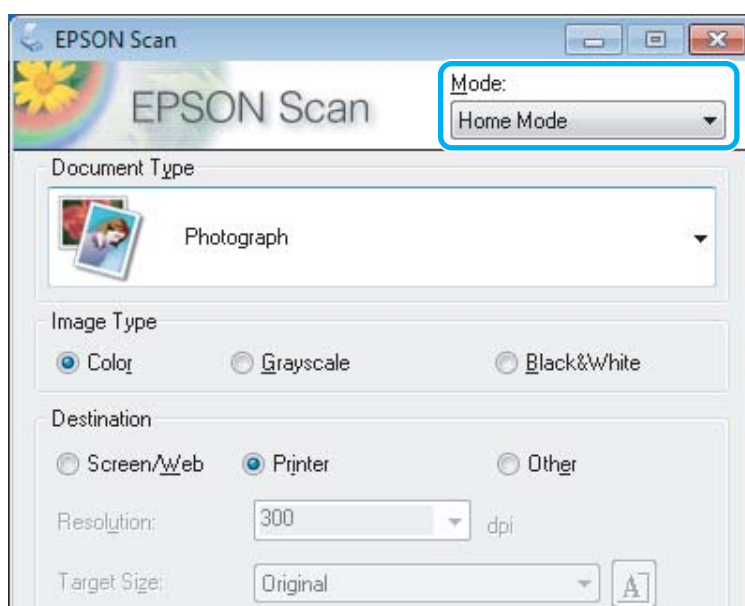 EPSON Scan
EPSON Scan
Mode:
Home Mode
Document Type
Photograph
Image Type
Color Grayscale Black&White
Destination
Screen/Web Printer Other
Resolution: 300 dpi
Target Size: Original A